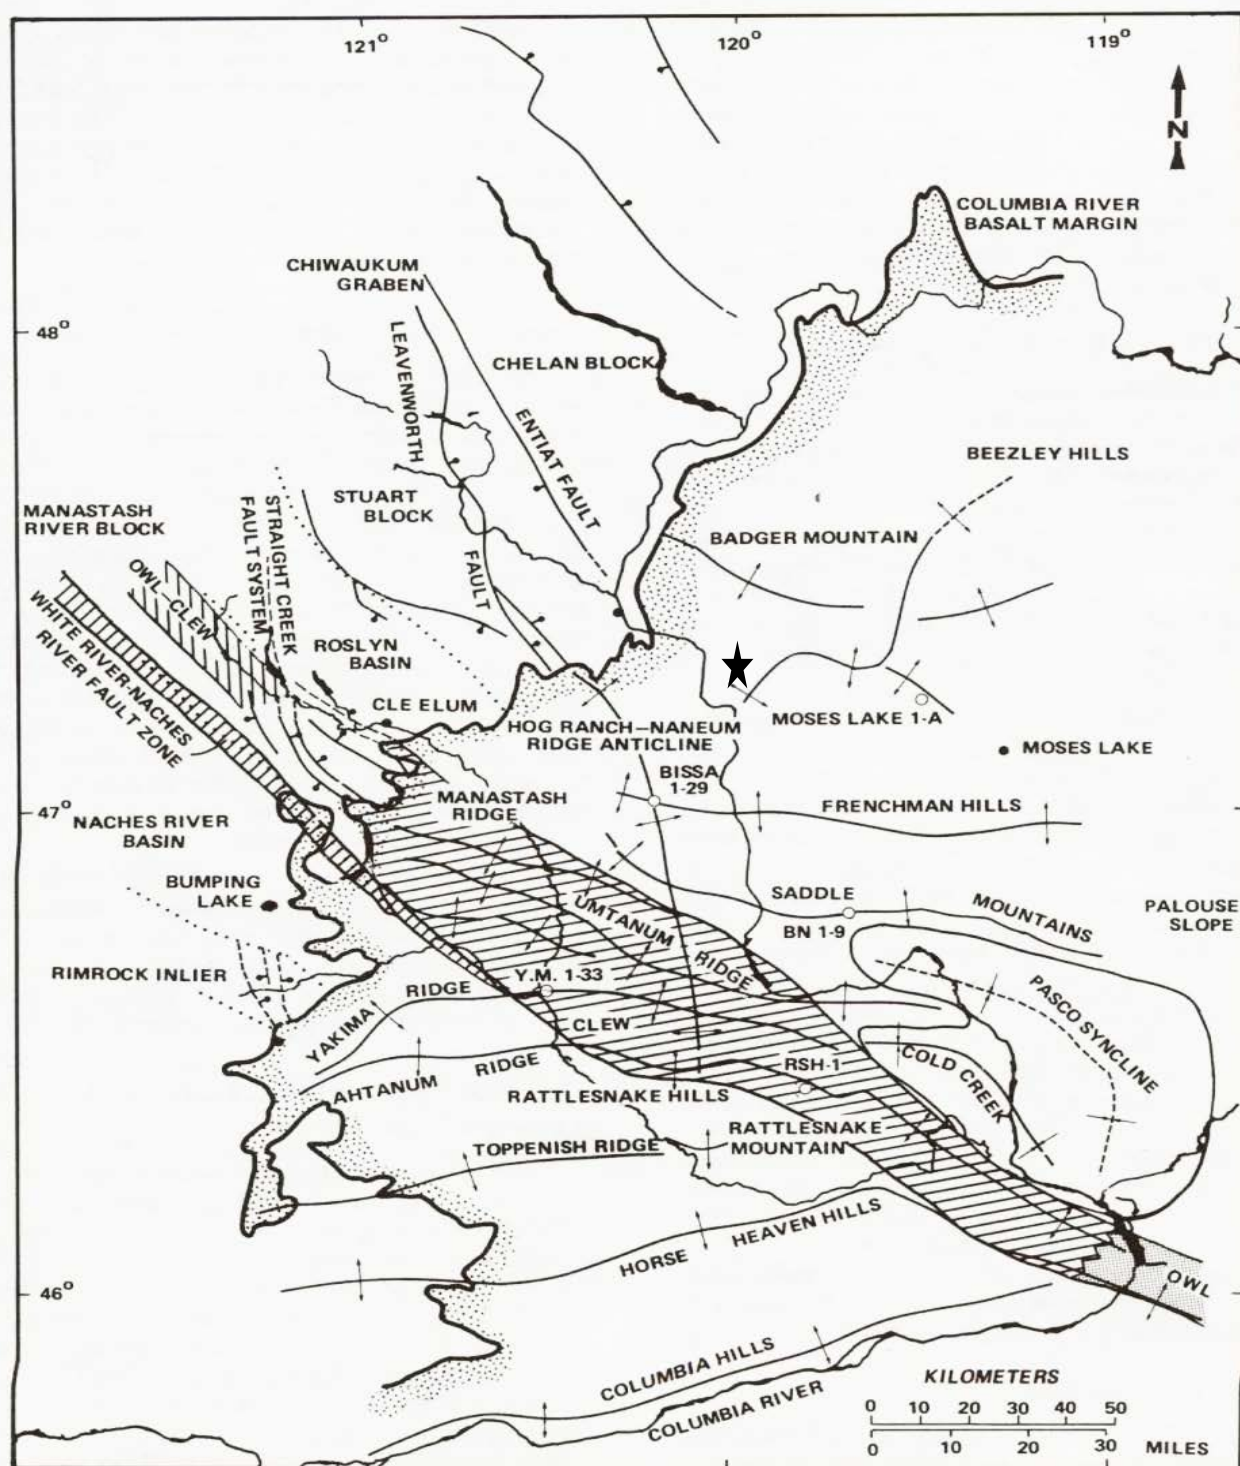 121°
120°
119°
N
COLUMBIA RIVER
BASALT MARGIN
CHIWAUKUM
GRABEN
48°
LEAVENWORTH
FAULT
CHELAN BLOCK
ENTIAT FAULT
BEEZLEY HILLS
STUART
BLOCK
MANASTASH
RIVER BLOCK
STRAIGHT CREEK
FAULT SYSTEM
BADGER MOUNTAIN
OWL-CLEW
WHITE RIVER-NACHES
RIVER FAULT ZONE
ROSLYN
BASIN
CLE ELUM
HOG RANCH-NANEUM
RIDGE ANTICLINE
MOSES LAKE 1-A
MOSES LAKE
BISSA
1-29
47°
MANASTASH
RIDGE
FRENCHMAN HILLS
NACHES RIVER
BASIN
BUMPING
LAKE
UMTANUM
RIDGE
SADDLE
MOUNTAINS
BN 1-9
PALOUSE
SLOPE
RIMROCK INLIER
Y.M. 1-33
YAKIMA
RIDGE
CLEW
PASCO SYNCLINE
COLD CREEK
AHTANUM
RIDGE
RSH-1
RATTLESNAKE HILLS
RATTLESNAKE
MOUNTAIN
TOPPENISH RIDGE
HORSE
HEAVEN HILLS
46°
OWL
COLUMBIA HILLS
COLUMBIA RIVER
KILOMETERS
0 10 20 30 40 50
0 10 20 30
MILES